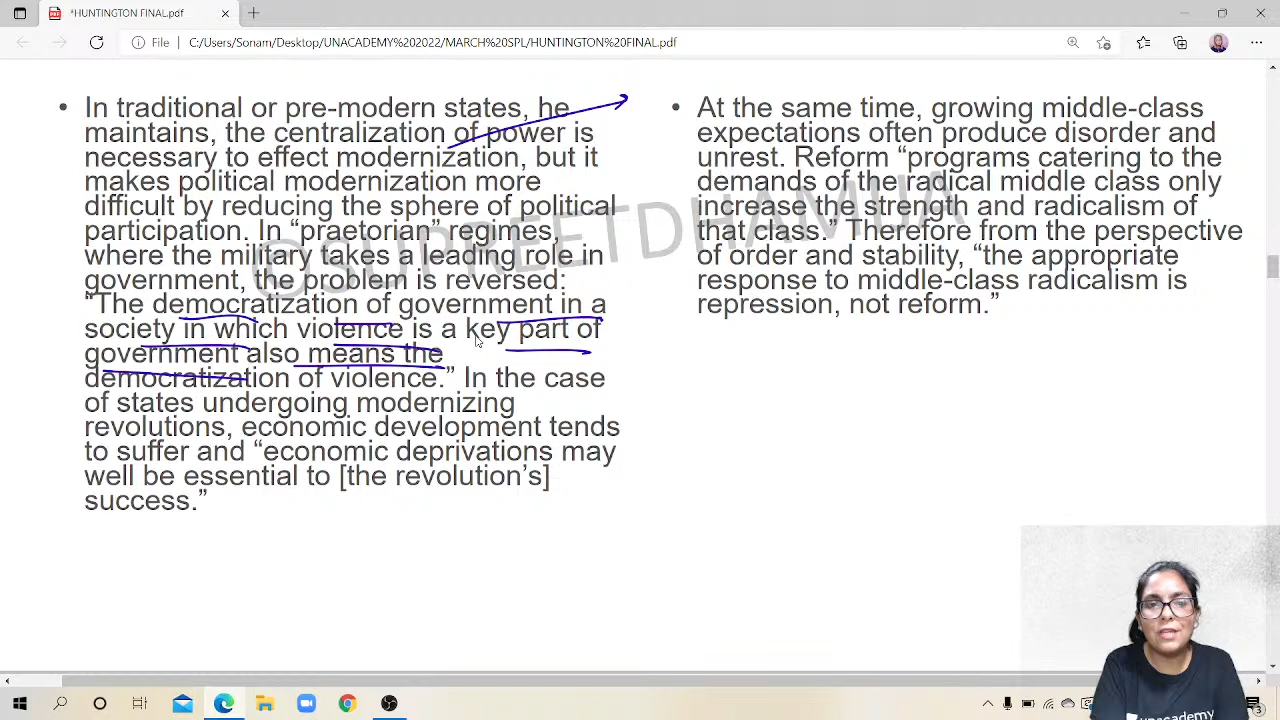 *HUNTINGTON FINAL.pdf
File
C:/Users/Sonam/Desktop/UNACADEMY%202022/MARCH%20SPL/HUNTINGTON%20FINAL.pdf
• In traditional or pre-modern states, he
maintains, the centralization of power is
necessary to effect modernization, but it
makes political modernization more
difficult by reducing the sphere of political
participation. In “praetorian” regimes,
where the military takes a leading role in
government, the problem is reversed:
“The democratization of government in a
society in which violence is a key part of
government also means the
democratization of violence.” In the case
of states undergoing modernizing
revolutions, economic development tends
to suffer and “economic deprivations may
well be essential to [the revolution’s]
success.”
• At the same time, growing middle-class
expectations often produce disorder and
unrest. Reform “programs catering to the
demands of the radical middle class only
increase the strength and radicalism of
that class.” Therefore from the perspective
of order and stability, “the appropriate
response to middle-class radicalism is
repression, not reform.”
@SUPREETDHAMIJA
unacademy
3